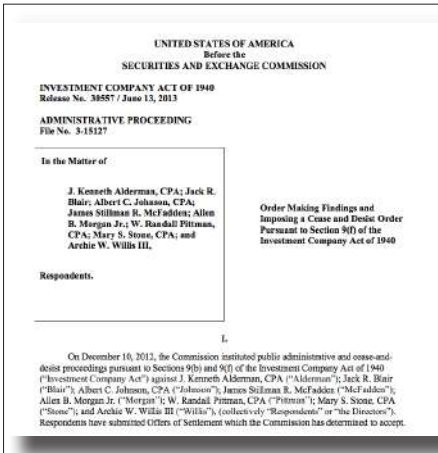 UNITED STATES OF AMERICA
Before the
SECURITIES AND EXCHANGE COMMISSION
INVESTMENT COMPANY ACT OF 1940
Release No. 30557 / June 13, 2013
ADMINISTRATIVE PROCEEDING
File No. 3-15127
In the Matter of
J. Kenneth Alderman, CPA; Jack R.
Blair; Albert C. Johnson, CPA;
James Stillman R. McFadden; Allen
B. Morgan Jr.; W. Randall Pittman,
CPA; Mary S. Stone, CPA; and
Archie W. Willis III,
Respondents.
Order Making Findings and
Imposing a Cease and Desist Order
Pursuant to Section 9(f) of the
Investment Company Act of 1940
I.
On December 10, 2012, the Commission instituted public administrative and cease-and-
desist proceedings pursuant to Sections 9(b) and 9(f) of the Investment Company Act of 1940
("Investment Company Act") against J. Kenneth Alderman, CPA ("Alderman"); Jack R. Blair
("Blair"); Albert C. Johnson, CPA ("Johnson"); James Stillman R. McFadden ("McFadden");
Allen B. Morgan Jr. ("Morgan"); W. Randall Pittman, CPA ("Pittman"); Mary S. Stone, CPA
("Stone"); and Archie W. Willis III ("Willis"), (collectively "Respondents" or "the Directors").
Respondents have submitted Offers of Settlement which the Commission has determined to accept.